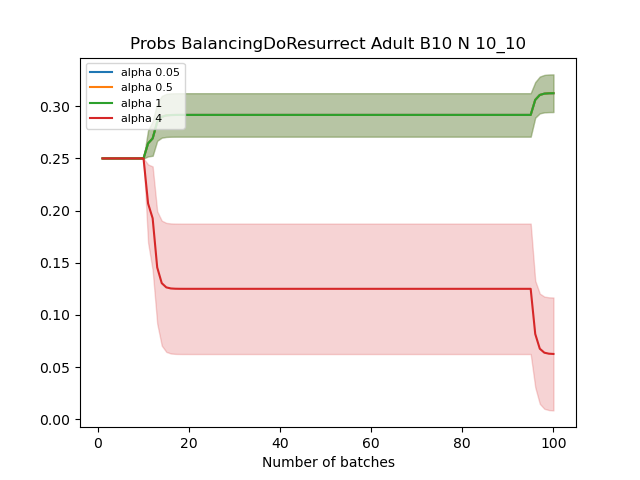 Probs BalancingDoResurrect Adult B10 N 10_10
alpha 0.05
alpha 0.5
alpha 1
alpha 4
0.30
0.25
0.20
0.15
0.10
0.05
0.00
0 20 40 60 80 100
Number of batches